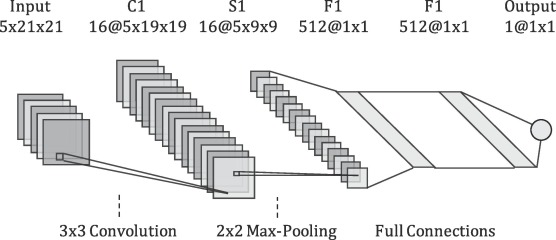 Input C1 S1 F1 F1 Output
5x21x21 16@5x19x19 16@5x9x9 512@1x1 512@1x1 1@1x1
3x3 Convolution 2x2 Max-Pooling Full Connections